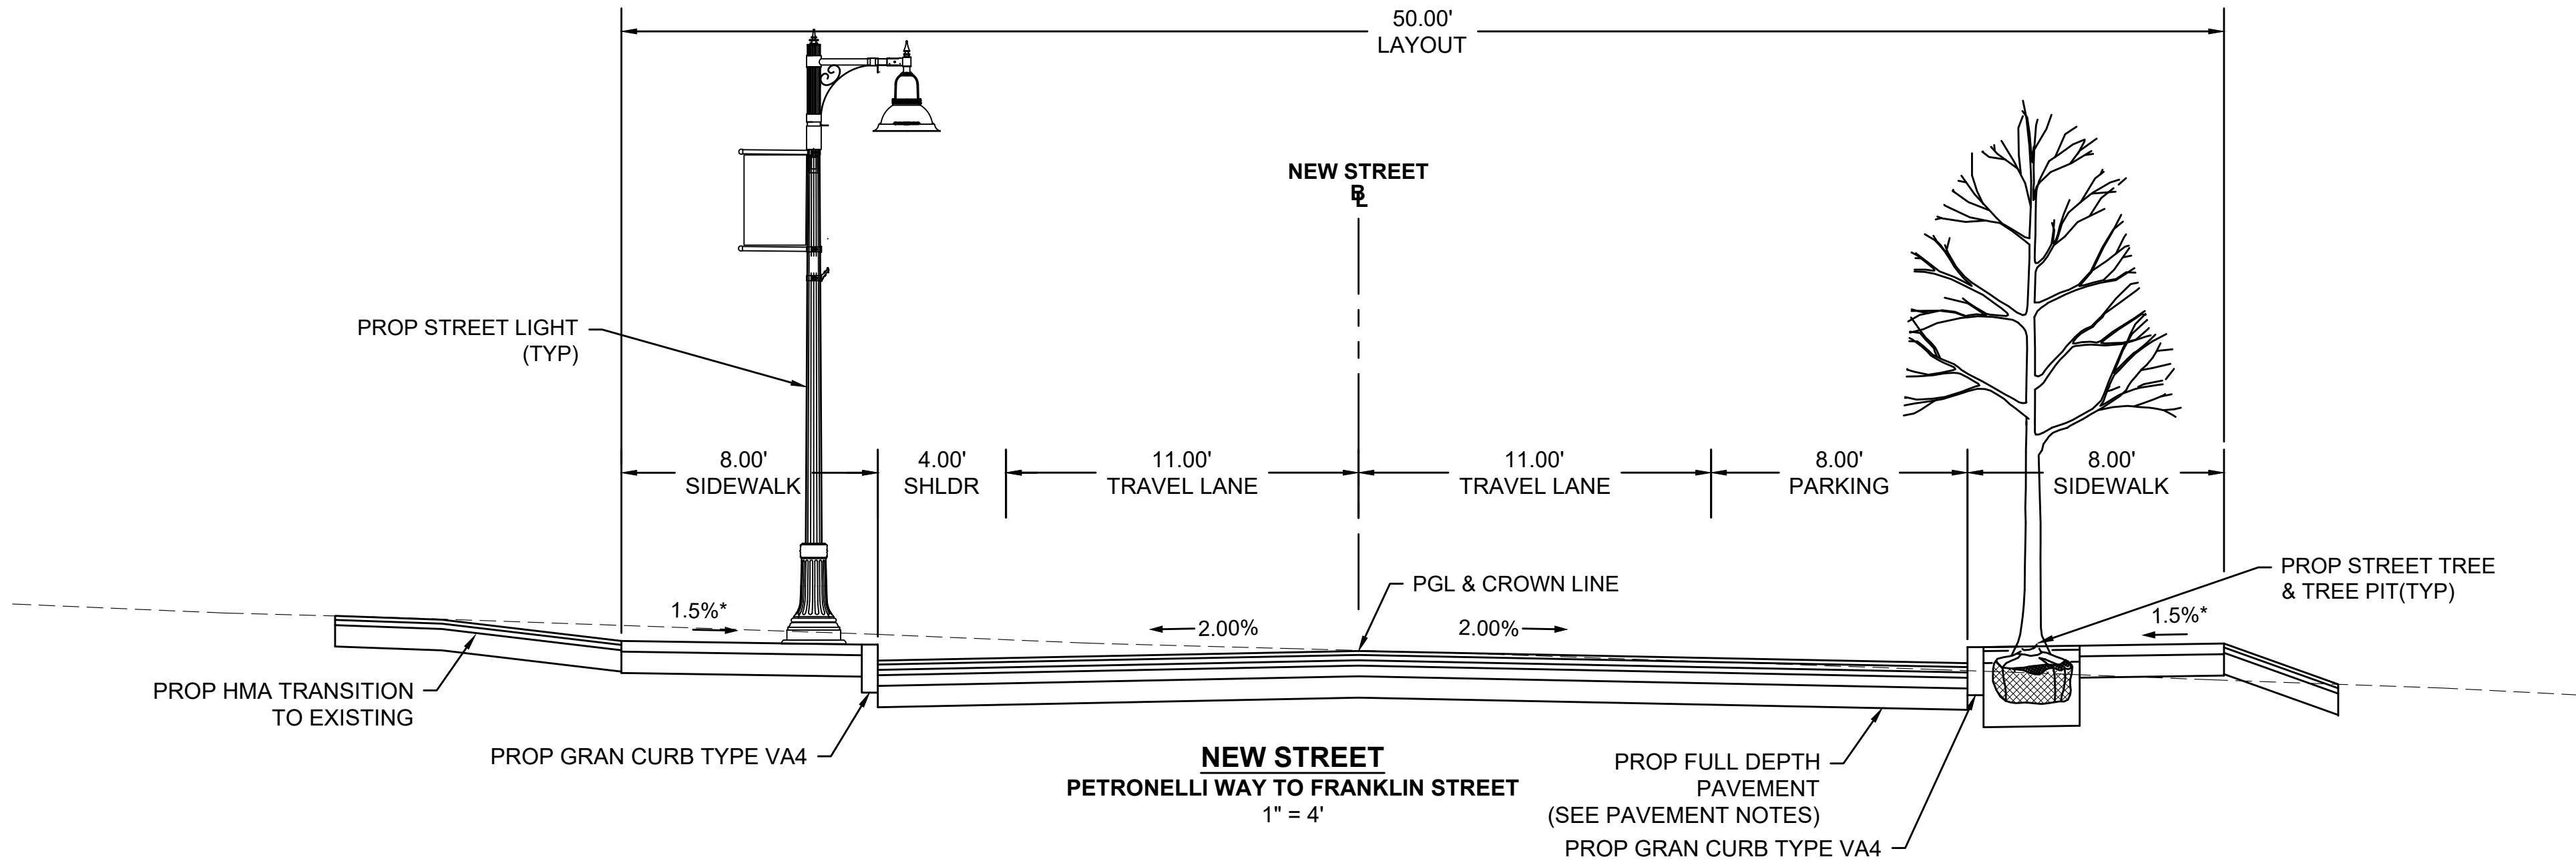 50.00'
LAYOUT
NEW STREET
BL
PROP STREET LIGHT
(TYP)
8.00'
SIDEWALK
4.00'
SHLDR
11.00'
TRAVEL LANE
11.00'
TRAVEL LANE
8.00'
PARKING
8.00'
SIDEWALK
PGL & CROWN LINE
PROP STREET TREE
& TREE PIT(TYP)
1.5%*
2.00%
2.00%
1.5%*
PROP HMA TRANSITION
TO EXISTING
PROP GRAN CURB TYPE VA4
NEW STREET
PETRONELLI WAY TO FRANKLIN STREET
1" = 4'
PROP FULL DEPTH
PAVEMENT
(SEE PAVEMENT NOTES)
PROP GRAN CURB TYPE VA4